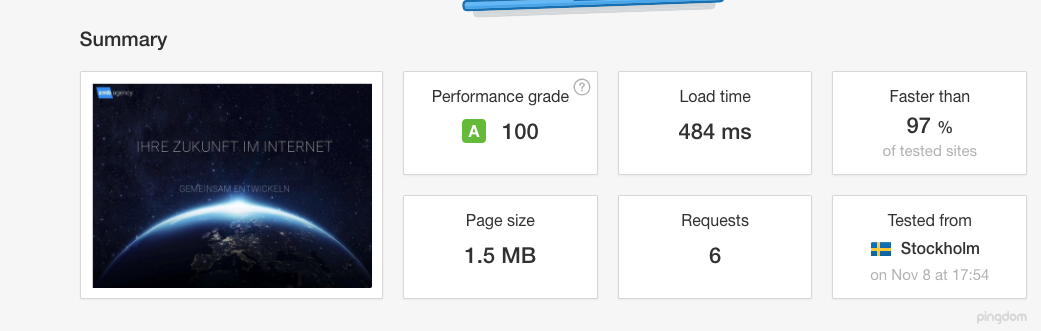 Summary
agency
IHRE ZUKUNFT IM INTERNET
GEMEINSAM ENTWICKELN
Performance grade ?
A 100
Load time
484 ms
Faster than
97 %
of tested sites
Page size
1.5 MB
Requests
6
Tested from
Stockholm
on Nov 8 at 17:54
pingdom